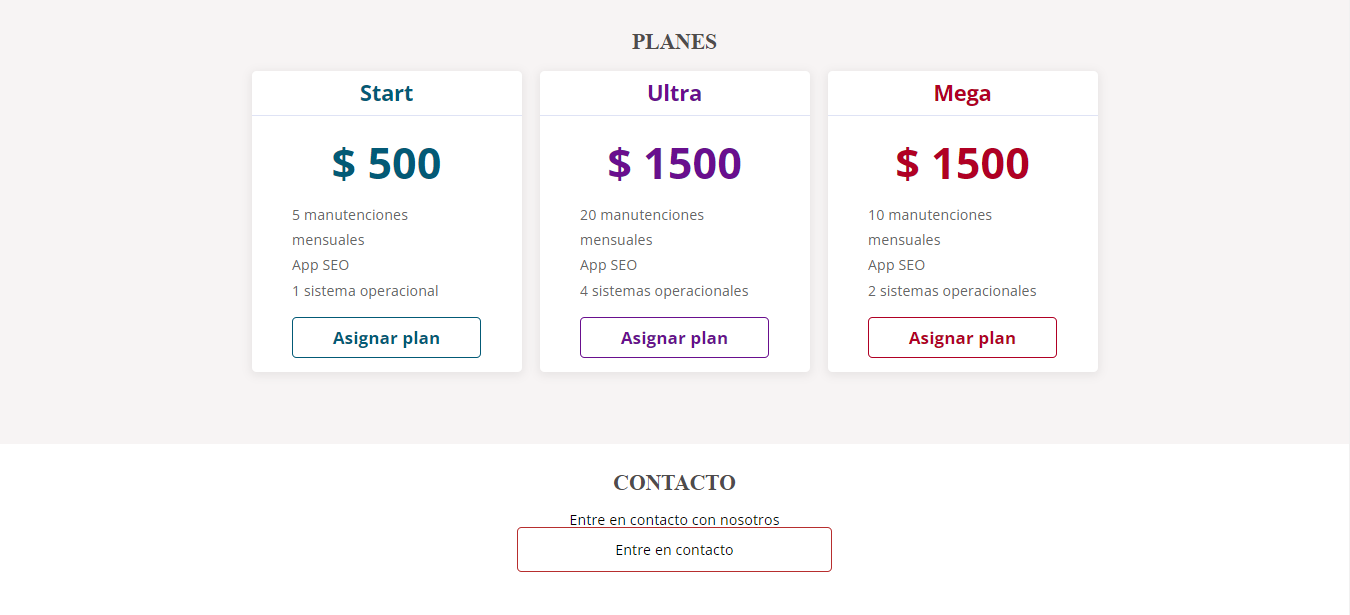 PLANES
Start
$ 500
5 manutenciones
mensuales
App SEO
1 sistema operacional
Asignar plan
Ultra
$ 1500
20 manutenciones
mensuales
App SEO
4 sistemas operacionales
Asignar plan
Mega
$ 1500
10 manutenciones
mensuales
App SEO
2 sistemas operacionales
Asignar plan
CONTACTO
Entre en contacto con nosotros
Entre en contacto